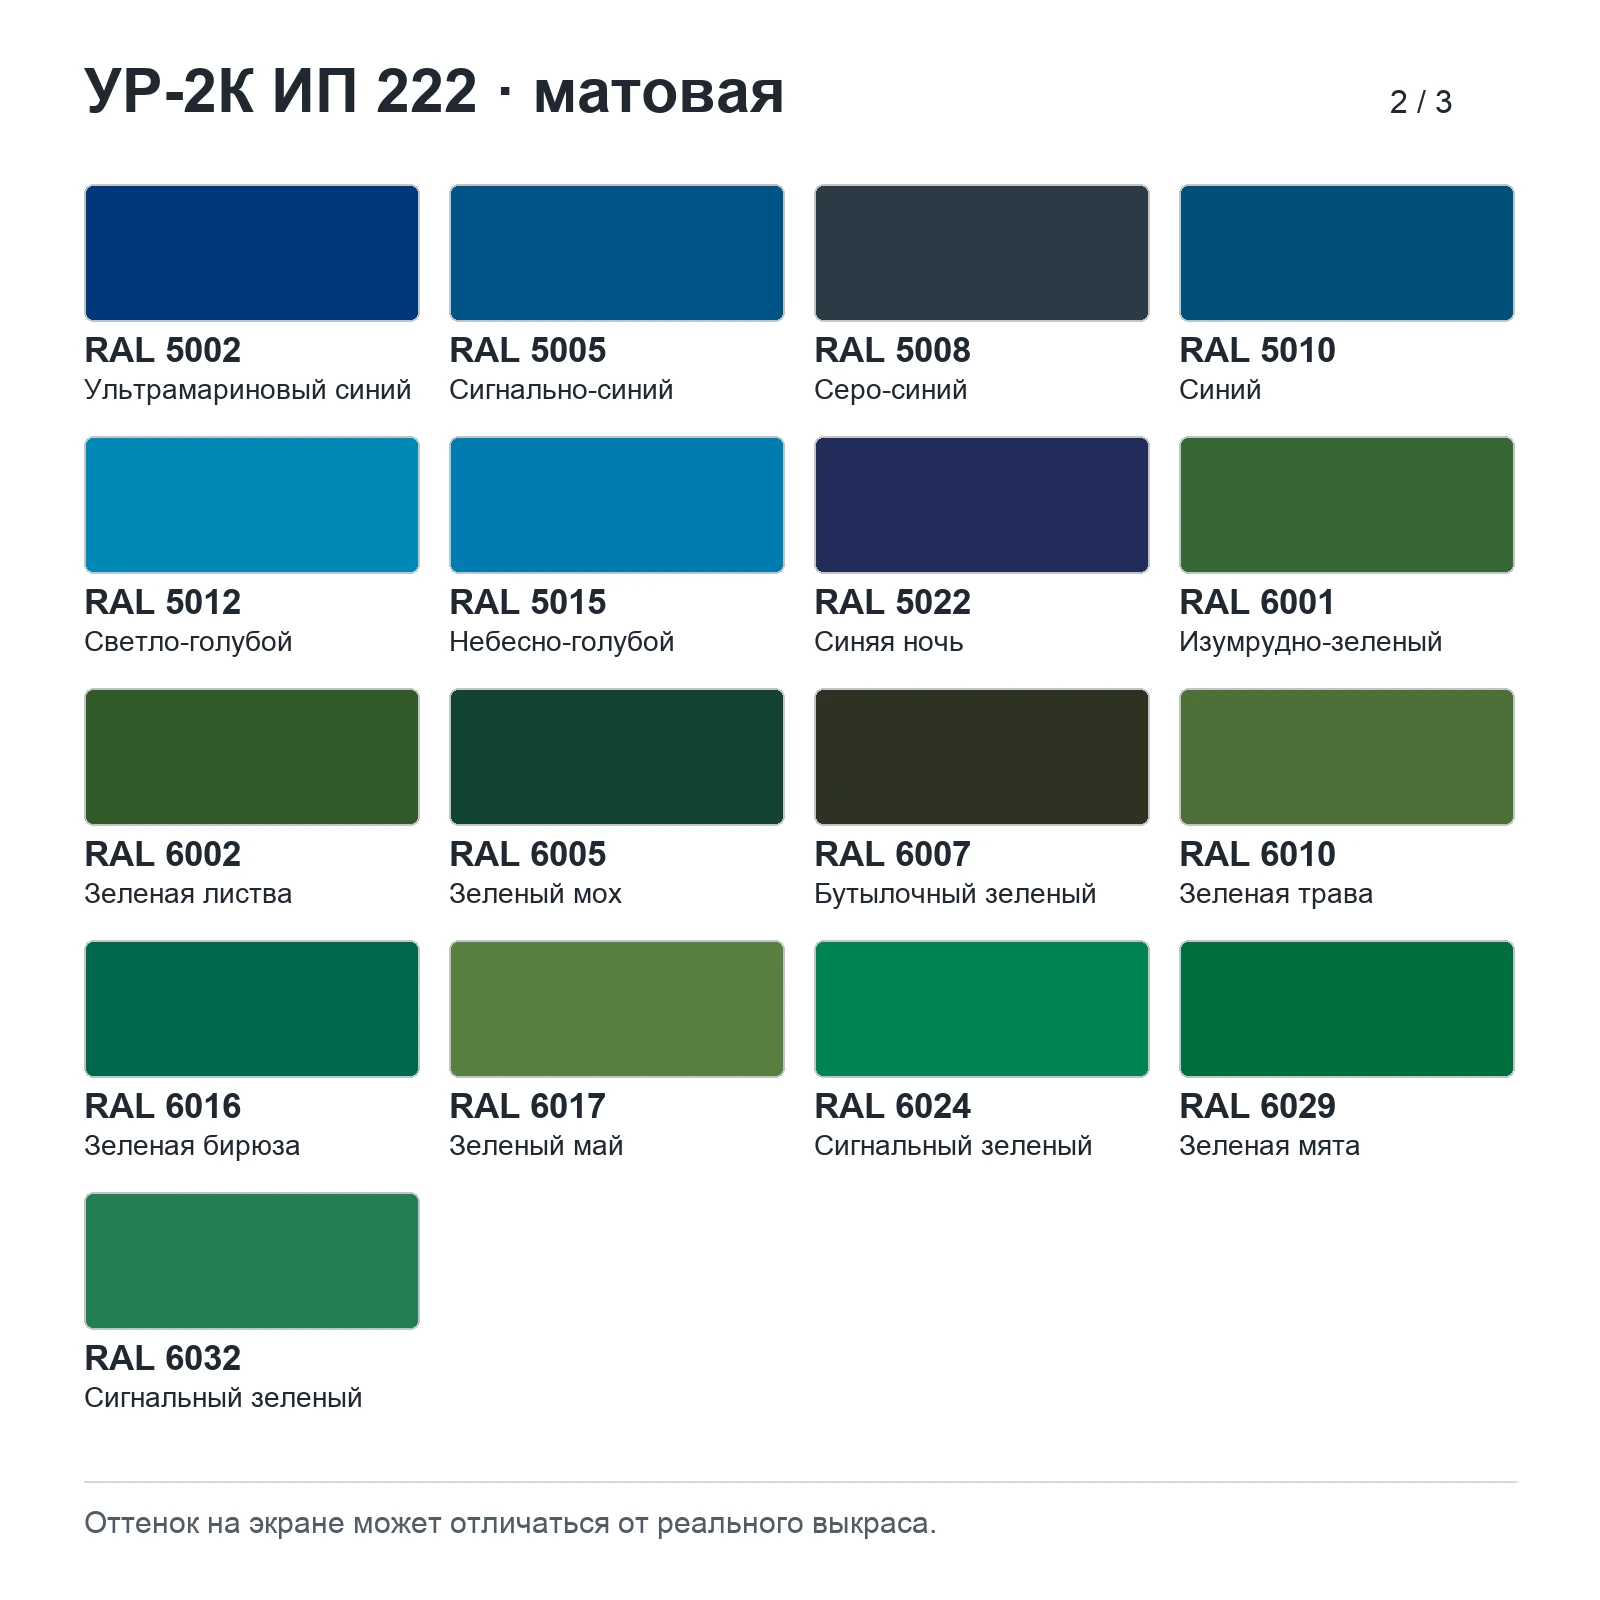 УР-2К ИП 222 · матовая
2 / 3
RAL 5002
Ультрамариновый синий
RAL 5005
Сигнально-синий
RAL 5008
Серо-синий
RAL 5010
Синий
RAL 5012
Светло-голубой
RAL 5015
Небесно-голубой
RAL 5022
Синяя ночь
RAL 6001
Изумрудно-зеленый
RAL 6002
Зеленая листва
RAL 6005
Зеленый мох
RAL 6007
Бутылочный зеленый
RAL 6010
Зеленая трава
RAL 6016
Зеленая бирюза
RAL 6017
Зеленый май
RAL 6024
Сигнальный зеленый
RAL 6029
Зеленая мята
RAL 6032
Сигнальный зеленый
Оттенок на экране может отличаться от реального выкраса.